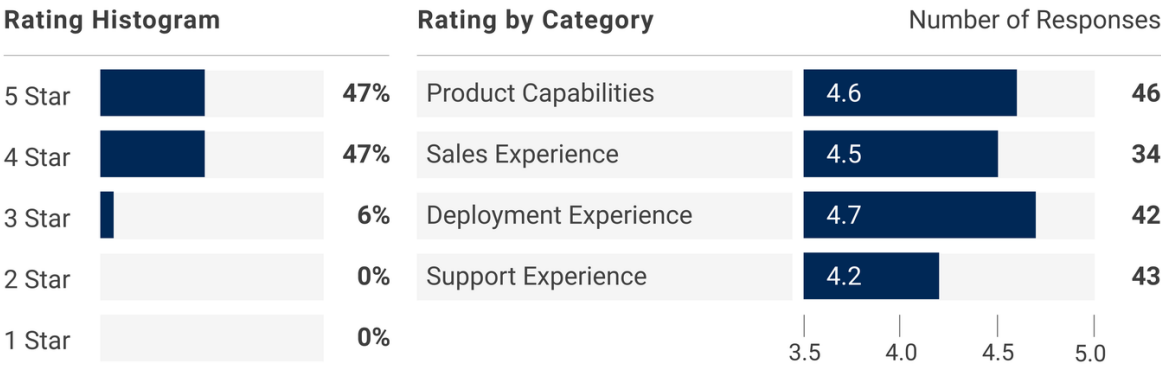 Rating Histogram
5 Star 47%
4 Star 47%
3 Star 6%
2 Star 0%
1 Star 0%
Rating by Category Number of Responses
Product Capabilities 4.6 46
Sales Experience 4.5 34
Deployment Experience 4.7 42
Support Experience 4.2 43
3.5 4.0 4.5 5.0